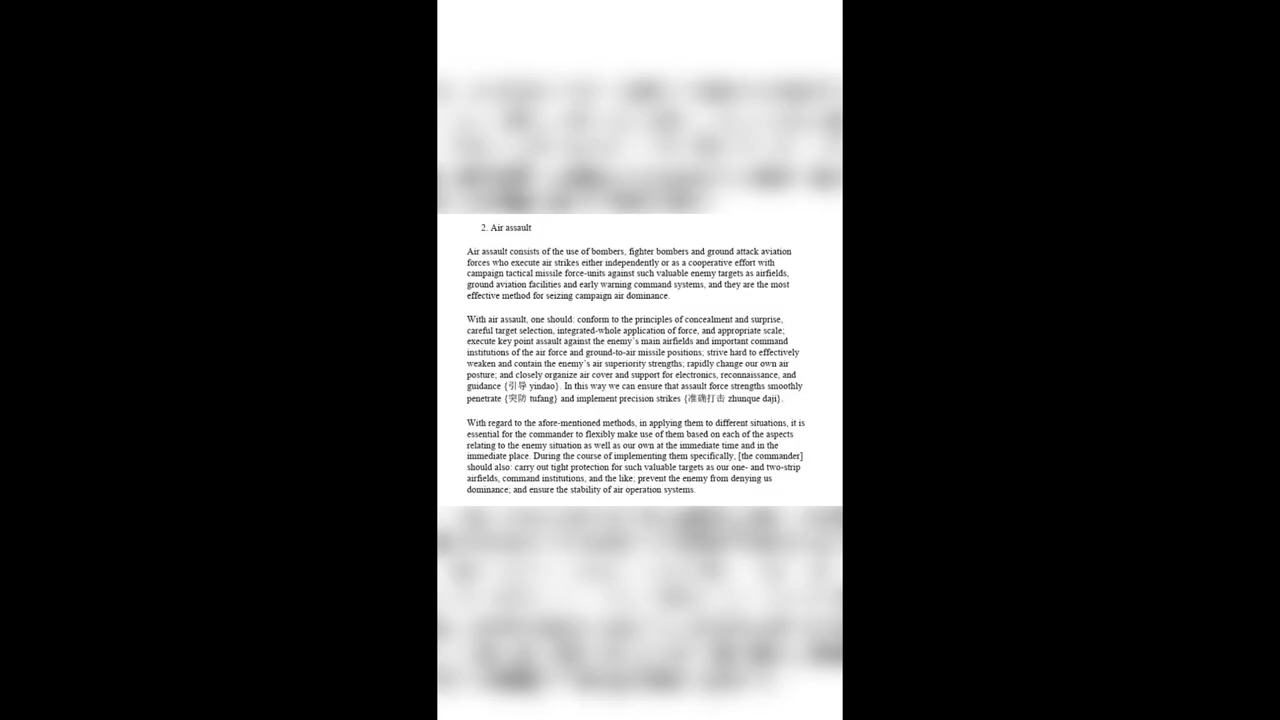 2. Air assault
Air assault consists of the use of bombers, fighter bombers and ground attack aviation
forces who execute air strikes either independently or as a cooperative effort with
campaign tactical missile force-units against such valuable enemy targets as airfields,
ground aviation facilities and early warning command systems, and they are the most
effective method for seizing campaign air dominance.
With air assault, one should: conform to the principles of concealment and surprise,
careful target selection, integrated-whole application of force, and appropriate scale;
execute key point assault against the enemy's main airfields and important command
institutions of the air force and ground-to-air missile positions; strive hard to effectively
weaken and contain the enemy's air superiority strengths; rapidly change our own air
posture; and closely organize air cover and support for electronics, reconnaissance, and
guidance {引导 yindao}. In this way we can ensure that assault force strengths smoothly
penetrate {突防 tufang} and implement precision strikes {准确打击 zhunque daji}.
With regard to the afore-mentioned methods, in applying them to different situations, it is
essential for the commander to flexibly make use of them based on each of the aspects
relating to the enemy situation as well as our own at the immediate time and in the
immediate place. During the course of implementing them specifically, [the commander]
should also: carry out tight protection for such valuable targets as our one- and two-strip
airfields, command institutions, and the like; prevent the enemy from denying us
dominance; and ensure the stability of air operation systems.